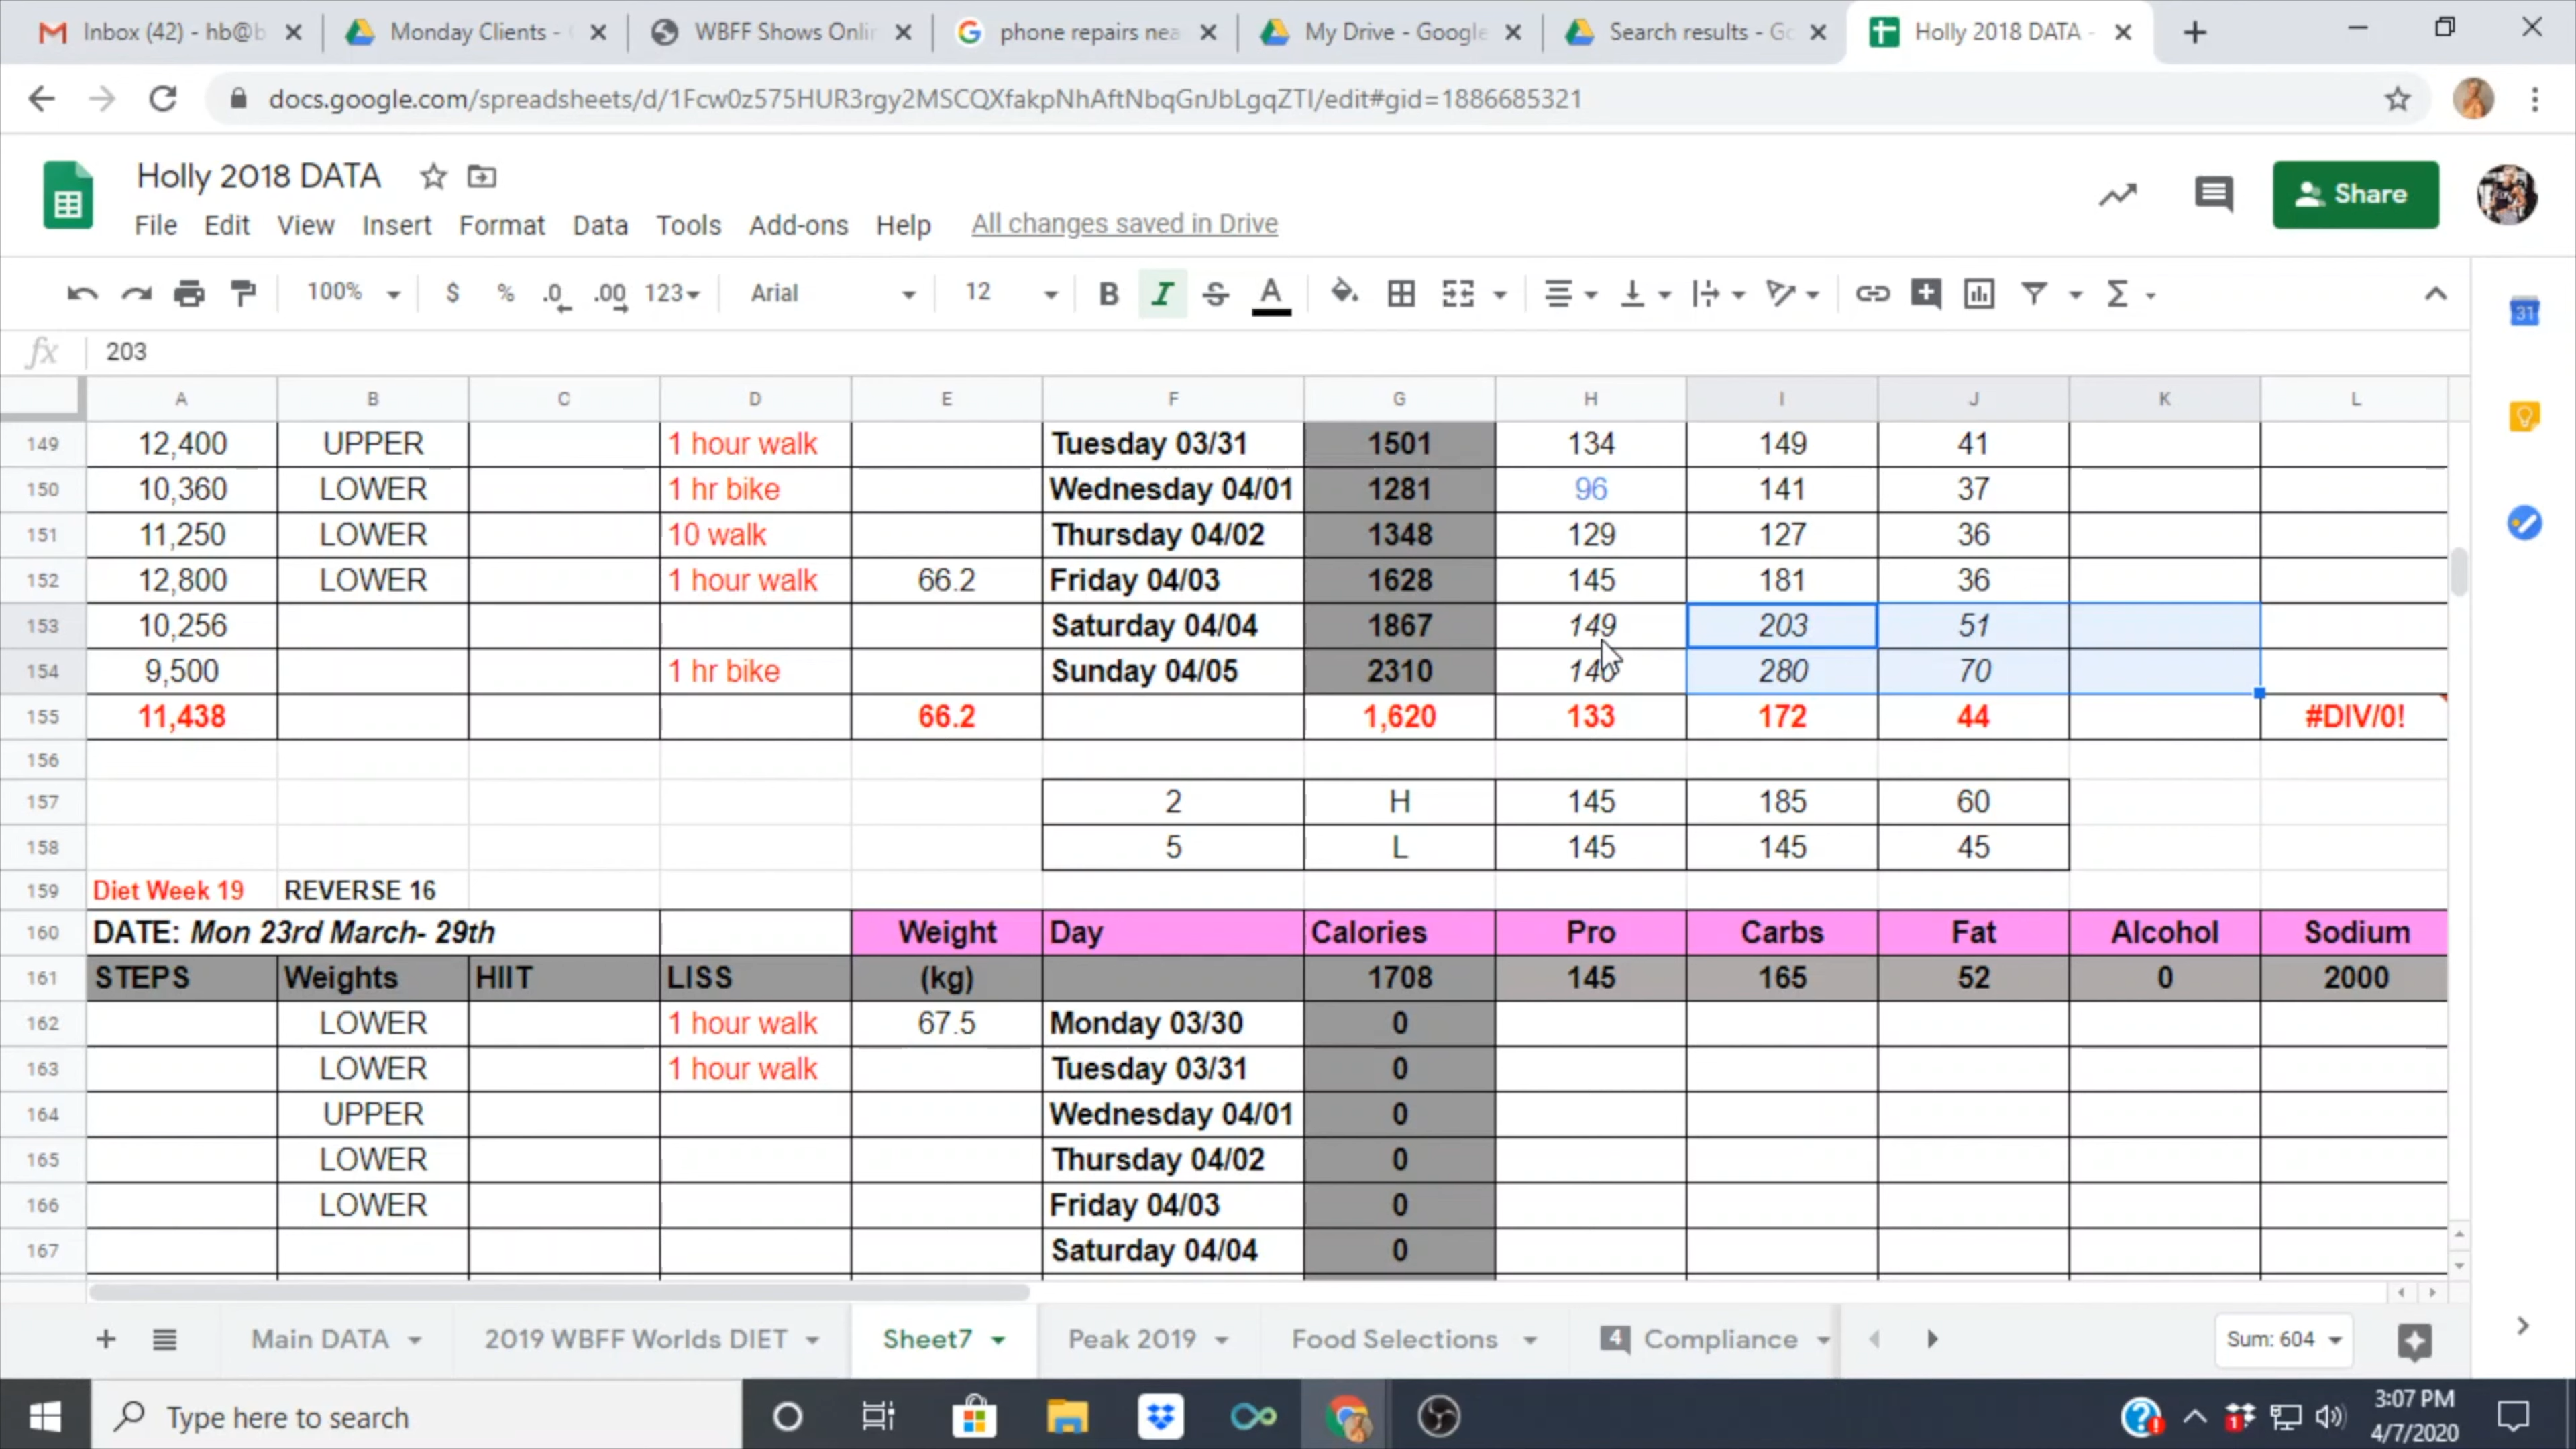 Inbox (42) - hb@b
Monday Clients -
WBFF Shows Onlin
phone repairs nea
My Drive - Google
Search results - Go
Holly 2018 DATA -
docs.google.com/spreadsheets/d/1Fcw0z575HUR3rgy2MSCQXfakpNhAftNbqGnJbLgqZTI/edit#gid=1886685321
Holly 2018 DATA
Share
File Edit View Insert Format Data Tools Add-ons Help All changes saved in Drive
100% $ % .0 .00 123 Arial 12 B I S A
31
fx 203
A B C D E F G H I J K L
149 12,400 UPPER 1 hour walk Tuesday 03/31 1501 134 149 41
150 10,360 LOWER 1 hr bike Wednesday 04/01 1281 96 141 37
151 11,250 LOWER 10 walk Thursday 04/02 1348 129 127 36
152 12,800 LOWER 1 hour walk 66.2 Friday 04/03 1628 145 181 36
153 10,256 Saturday 04/04 1867 149 203 51
154 9,500 1 hr bike Sunday 04/05 2310 280 70
155 11,438 66.2 1,620 133 172 44 #DIV/0!
156
157 2 H 145 185 60
158 5 L 145 145 45
159 Diet Week 19 REVERSE 16
160 DATE: Mon 23rd March- 29th Weight Day Calories Pro Carbs Fat Alcohol Sodium
161 STEPS Weights HIIT LISS (kg) 1708 145 165 52 0 2000
162 LOWER 1 hour walk 67.5 Monday 03/30 0
163 LOWER 1 hour walk Tuesday 03/31 0
164 UPPER Wednesday 04/01 0
165 LOWER Thursday 04/02 0
166 LOWER Friday 04/03 0
167 Saturday 04/04 0
Main DATA 2019 WBFF Worlds DIET Sheet7 Peak 2019 Food Selections 4 Compliance Sum: 604
Type here to search
1
3:07 PM
4/7/2020